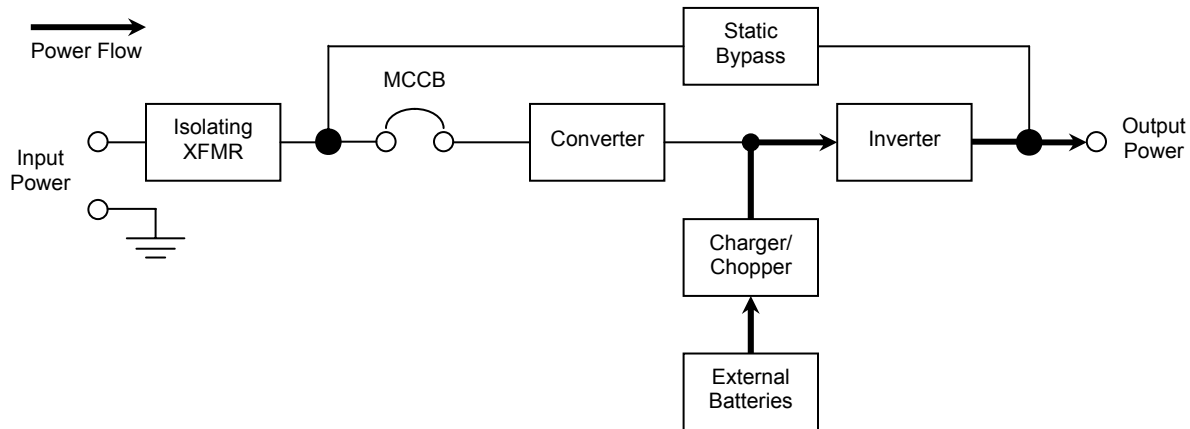 Power Flow
Static
Bypass
MCCB
Isolating
XFMR
Converter
Inverter
Output
Power
Input
Power
Charger/
Chopper
External
Batteries